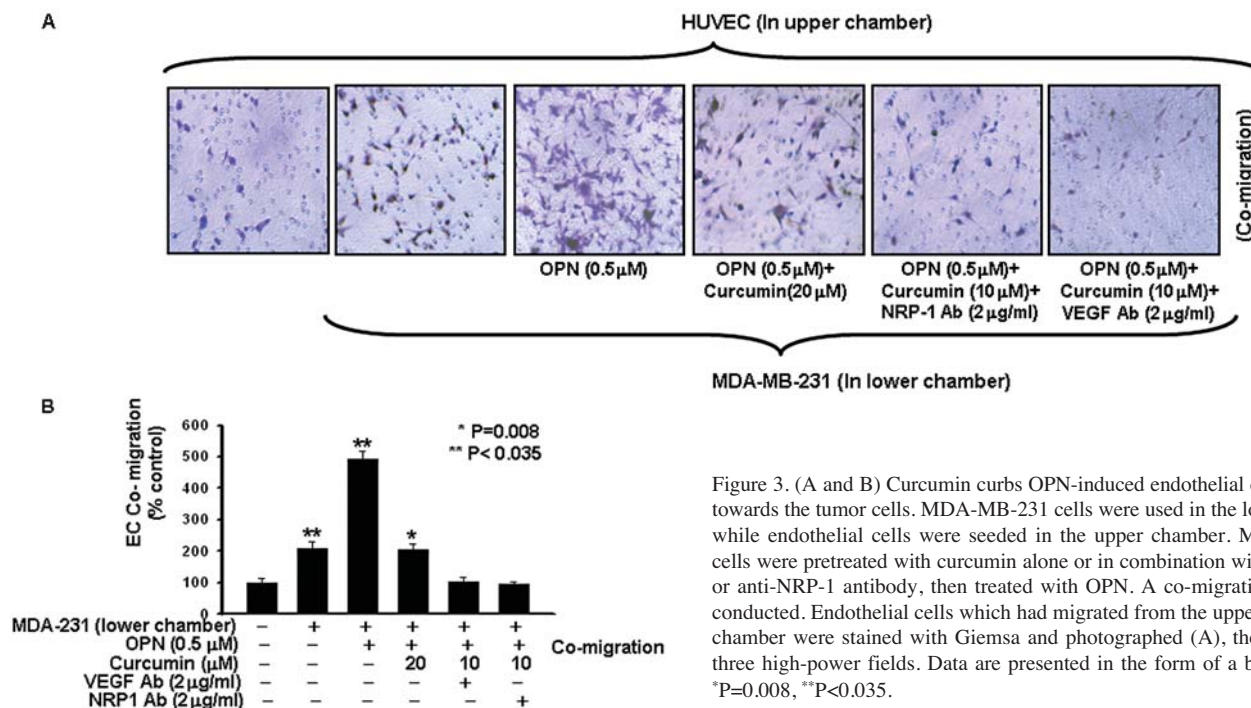 A
HUVEC (In upper chamber)
(Co-migration)
OPN (0.5μM)
OPN (0.5μM)+
Curcumin(20μM)
OPN (0.5μM)+
Curcumin (10μM)+
NRP-1 Ab (2μg/ml)
OPN (0.5μM)+
Curcumin (10μM)+
VEGF Ab (2μg/ml)
MDA-MB-231 (In lower chamber)
B
EC Co- migration
(% control)
600
500
400
300
200
100
0
* P=0.008
** P< 0.035
** ** *
MDA-231 (lower chamber) – + + + + +
OPN (0.5 μM) – – + + + +
Curcumin (μM) – – – 20 10 10
VEGF Ab (2μg/ml) – – – – + –
NRP1 Ab (2μg/ml) – – – – – +
Co-migration
Figure 3. (A and B) Curcumin curbs OPN-induced endothelial
towards the tumor cells. MDA-MB-231 cells were used in the
while endothelial cells were seeded in the upper chamber.
cells were pretreated with curcumin alone or in combination
or anti-NRP-1 antibody, then treated with OPN. A
conducted. Endothelial cells which had migrated from the
chamber were stained with Giemsa and photographed (A),
three high-power fields. Data are presented in the form of a
*P=0.008, **P<0.035.